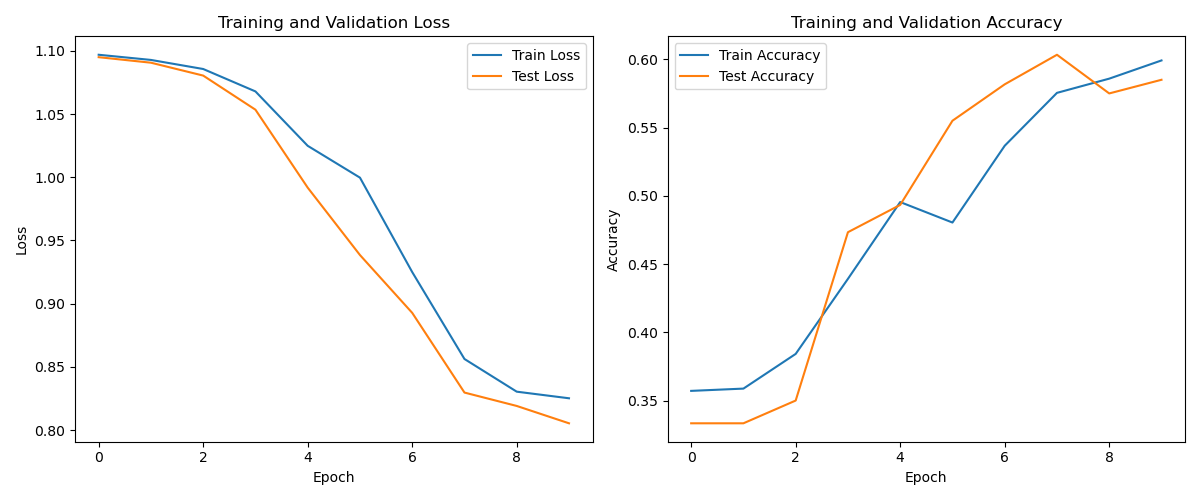 Training and Validation Loss
Train Loss
Test Loss
1.10
1.05
1.00
0.95
0.90
0.85
0.80
Loss
0 2 4 6 8
Epoch
Training and Validation Accuracy
Train Accuracy
Test Accuracy
0.60
0.55
0.50
0.45
0.40
0.35
Accuracy
0 2 4 6 8
Epoch